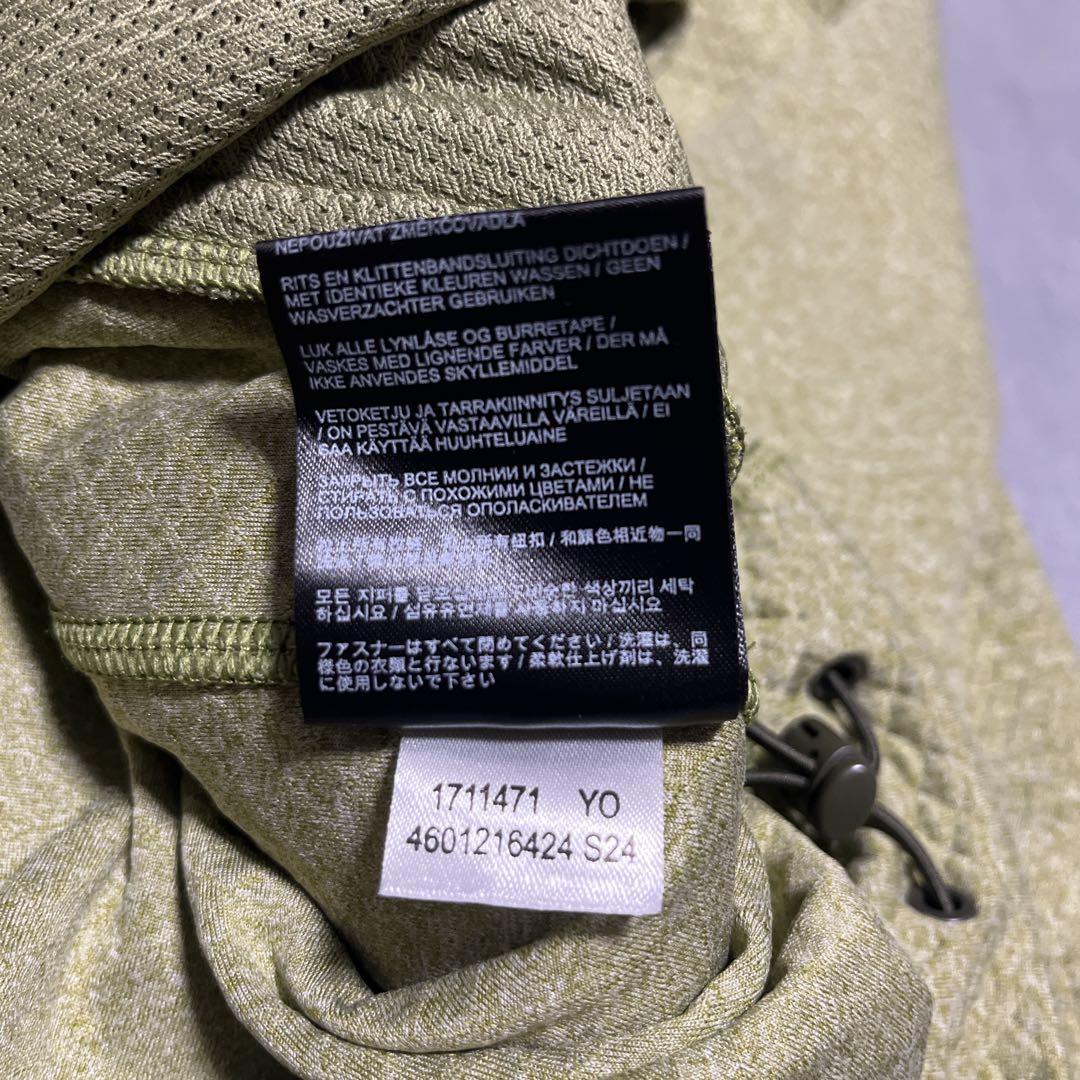 NEPOUŽÍVAT ZMĚKČOVADLA
RITS EN KLITTENBANDSLUITING DICHTDOEN /
MET IDENTIEKE KLEUREN WASSEN / GEEN
WASVERZACHTER GEBRUIKEN
LUK ALLE LYNLÅSE OG BURRETAPE /
VASKES MED LIGNENDE FARVER / DER MÅ
IKKE ANVENDES SKYLLEMIDDEL
VETOKETJU JA TARRAKIINNITYS SULJETAAN
/ ON PESTÄVÄ VASTAAVILLA VÄREILLÄ / EI
SAA KÄYTTÄÄ HUUHTELUAINE
ЗАКРЫТЬ ВСЕ МОЛНИИ И ЗАСТЕЖКИ /
СТИРАТЬ С ПОХОЖИМИ ЦВЕТАМИ / НЕ
ПОЛЬЗОВАТЬСЯ ОПОЛАСКИВАТЕЛЕМ
所有纽扣 / 和颜色相近物一同
모든 지퍼를 색상끼리 세탁
하십시오 / 섬유유연제를 사용하지 마십시오
ファスナーはすべて閉めてください / 洗濯は、同
様色の衣類と行ないます / 柔軟仕上げ剤は、洗濯
に使用しないで下さい
1711471 YO
4601216424 S24